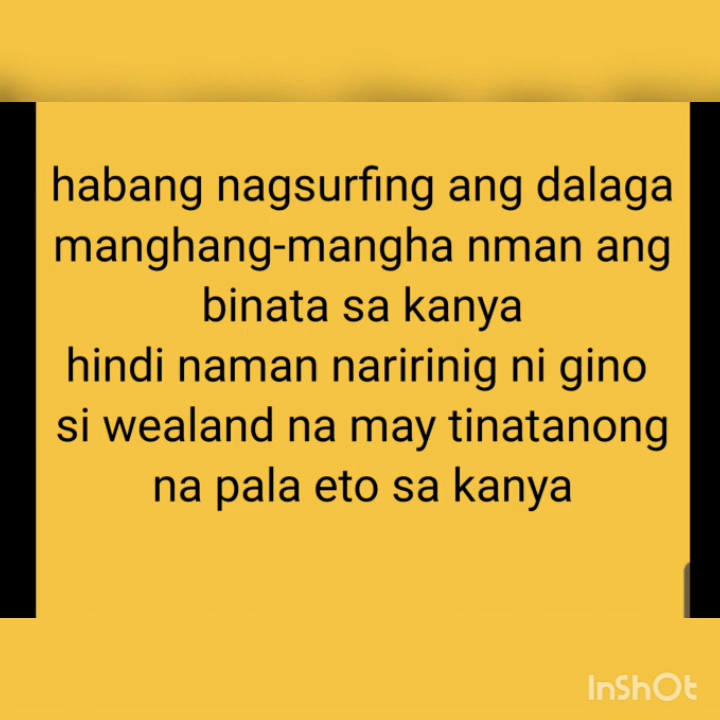 habang nagsurfing ang dalaga
manghang-mangha nman ang
binata sa kanya
hindi naman naririnig ni gino
si wealand na may tinatanong
na pala eto sa kanya
InShOt